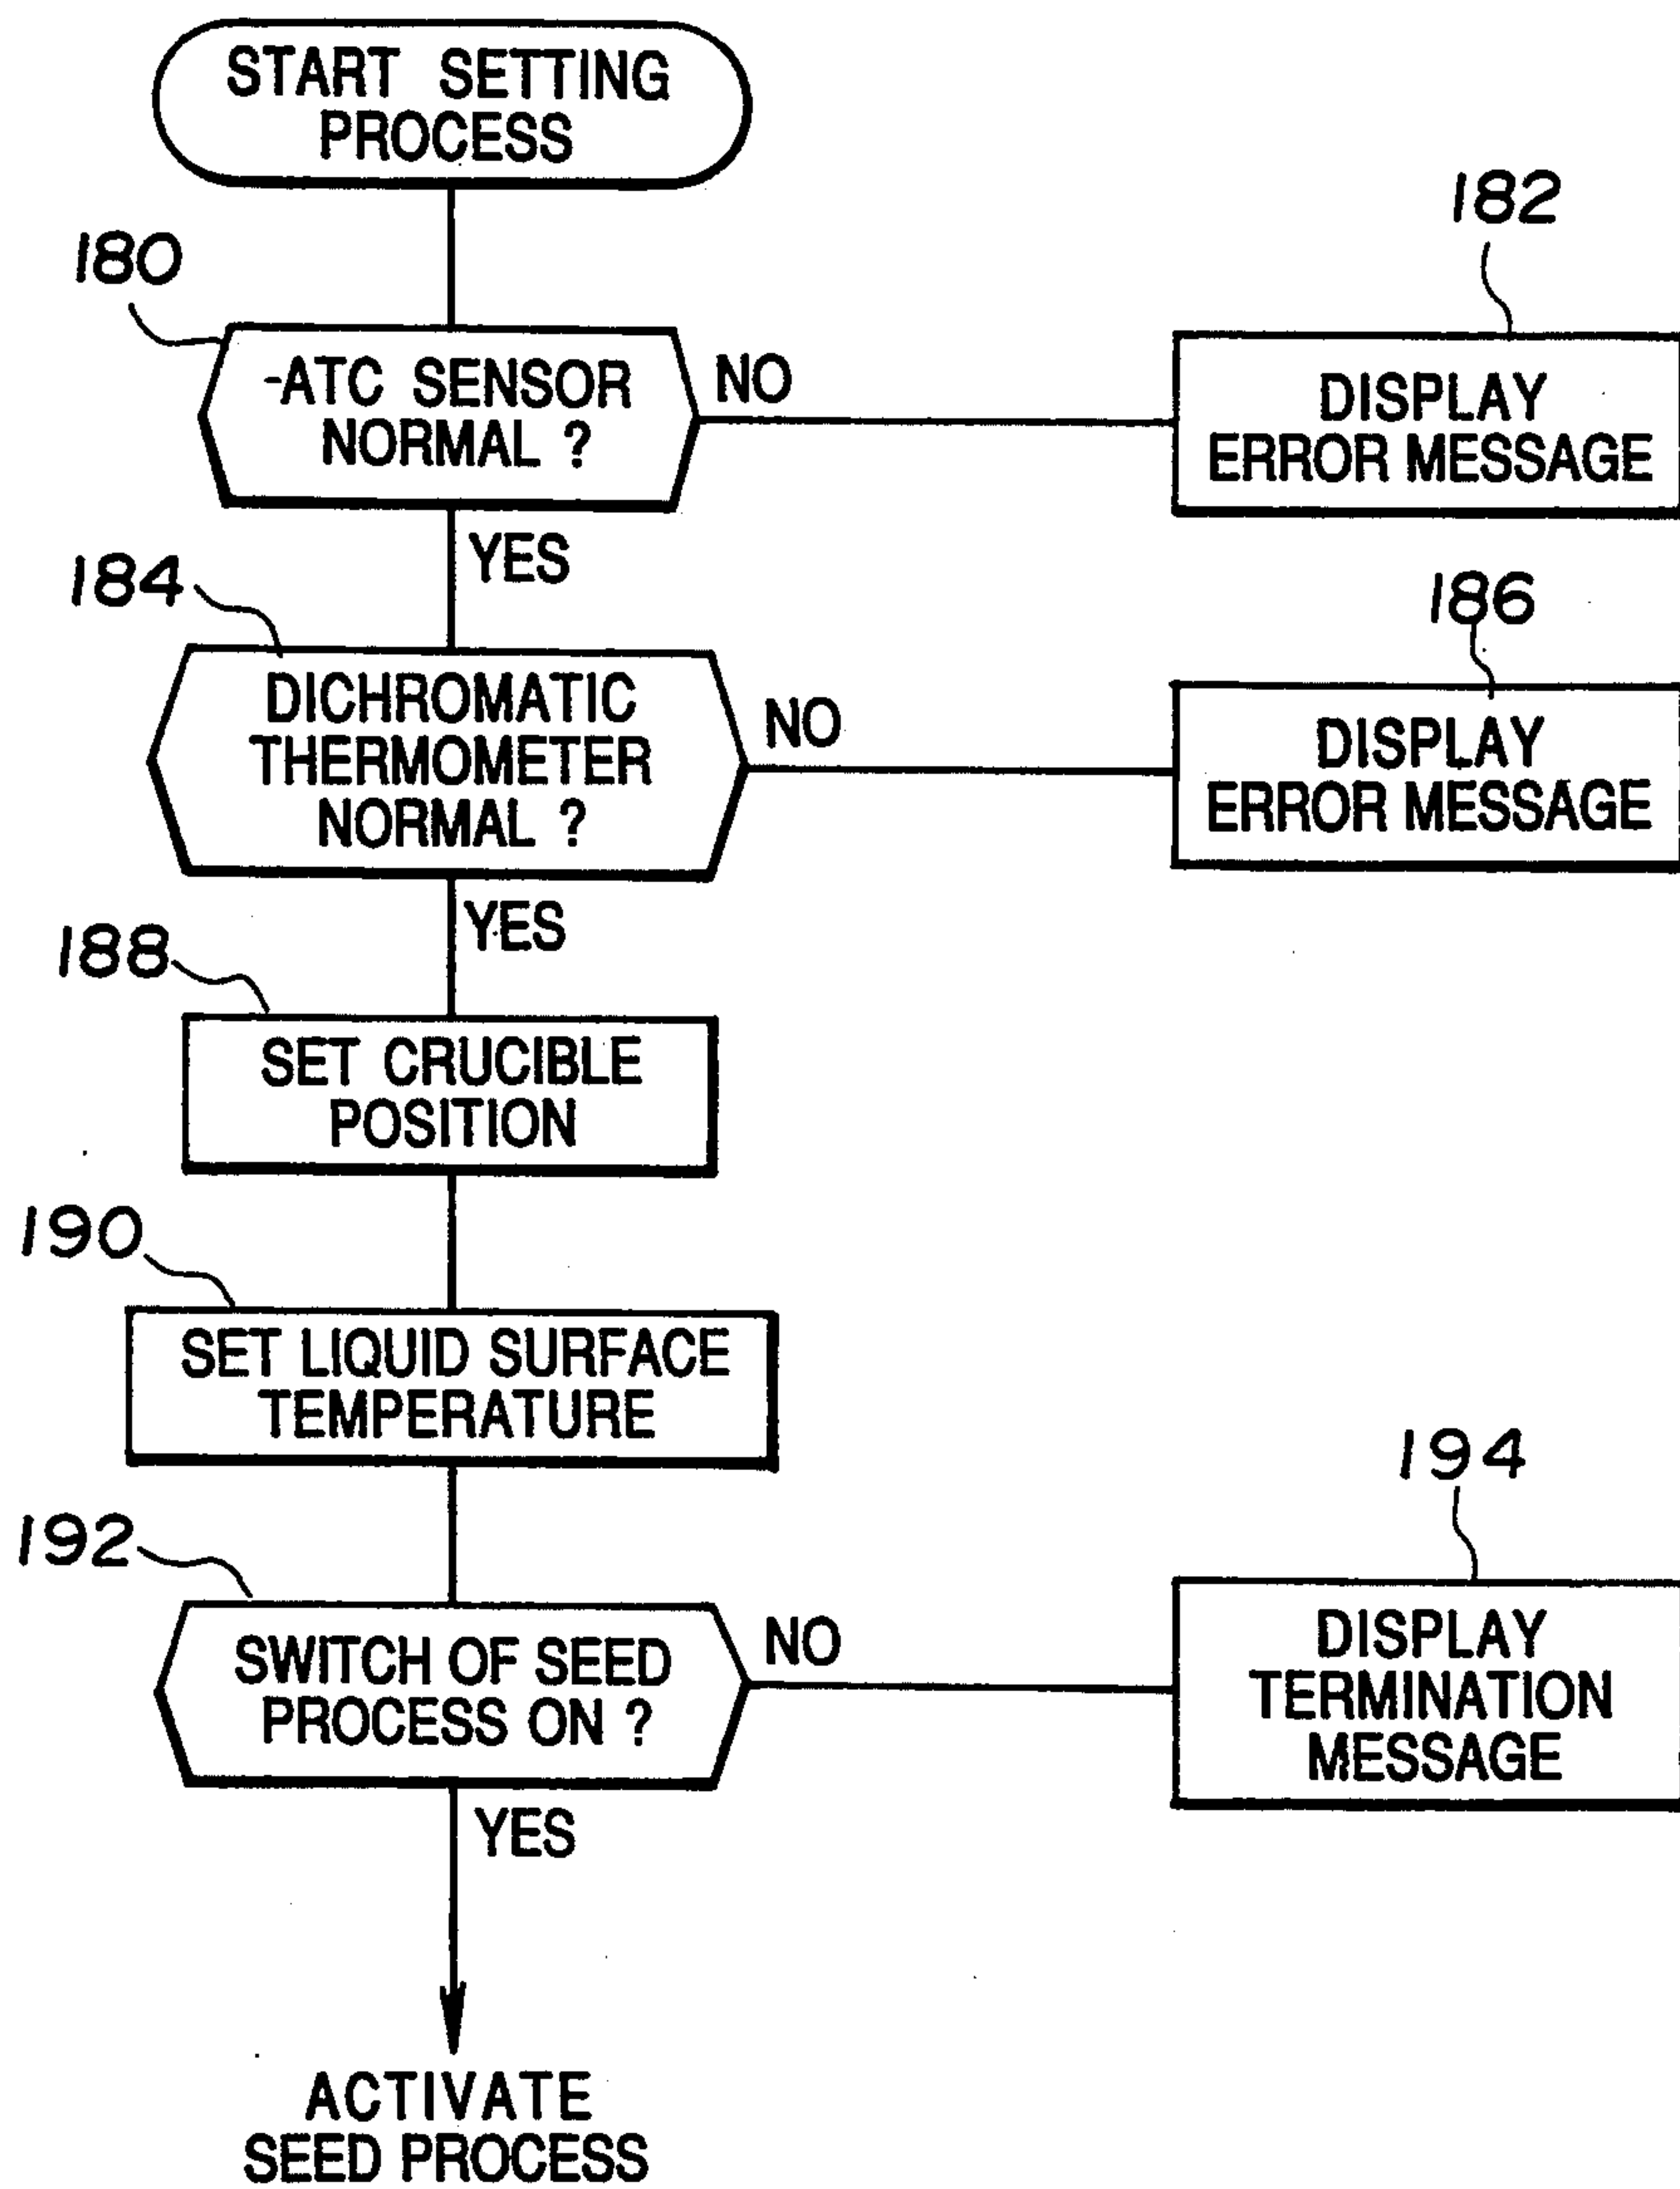 START SETTING
PROCESS
180
-ATC SENSOR
NORMAL ?
NO
182
DISPLAY
ERROR MESSAGE
YES
184
DICHROMATIC
THERMOMETER
NORMAL ?
NO
186
DISPLAY
ERROR MESSAGE
YES
188
SET CRUCIBLE
POSITION
190
SET LIQUID SURFACE
TEMPERATURE
192
SWITCH OF SEED
PROCESS ON ?
NO
194
DISPLAY
TERMINATION
MESSAGE
YES
ACTIVATE
SEED PROCESS